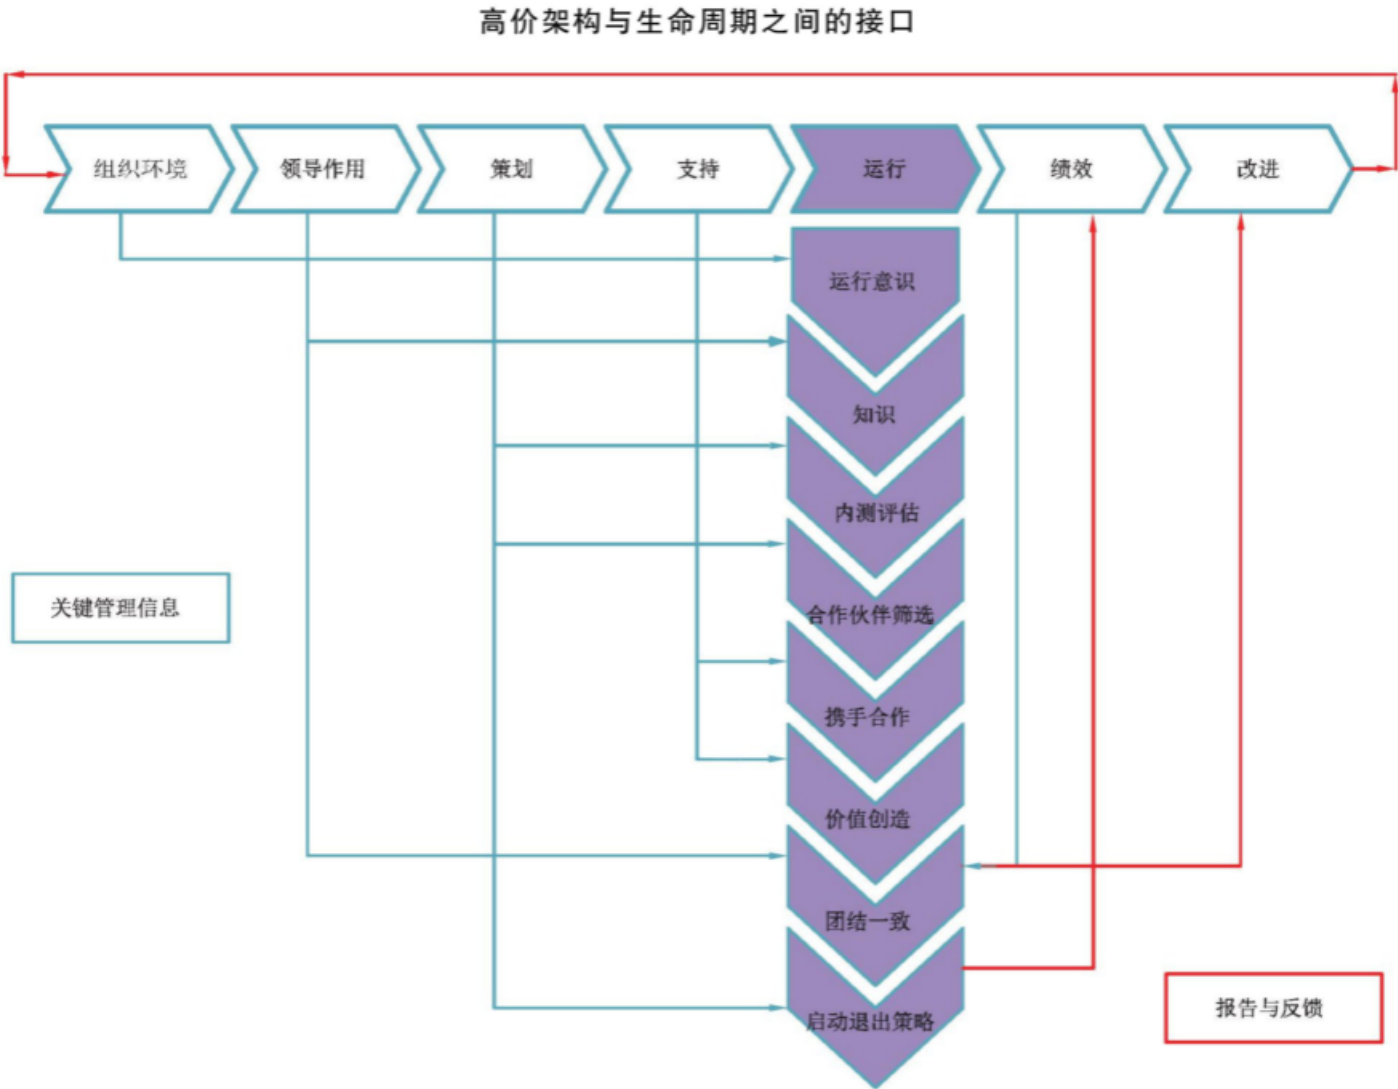 高价架构与生命周期之间的接口
组织环境
领导作用
策划
支持
运行
绩效
改进
运行意识
知识
内测评估
合作伙伴筛选
携手合作
价值创造
团结一致
启动退出策略
关键管理信息
报告与反馈